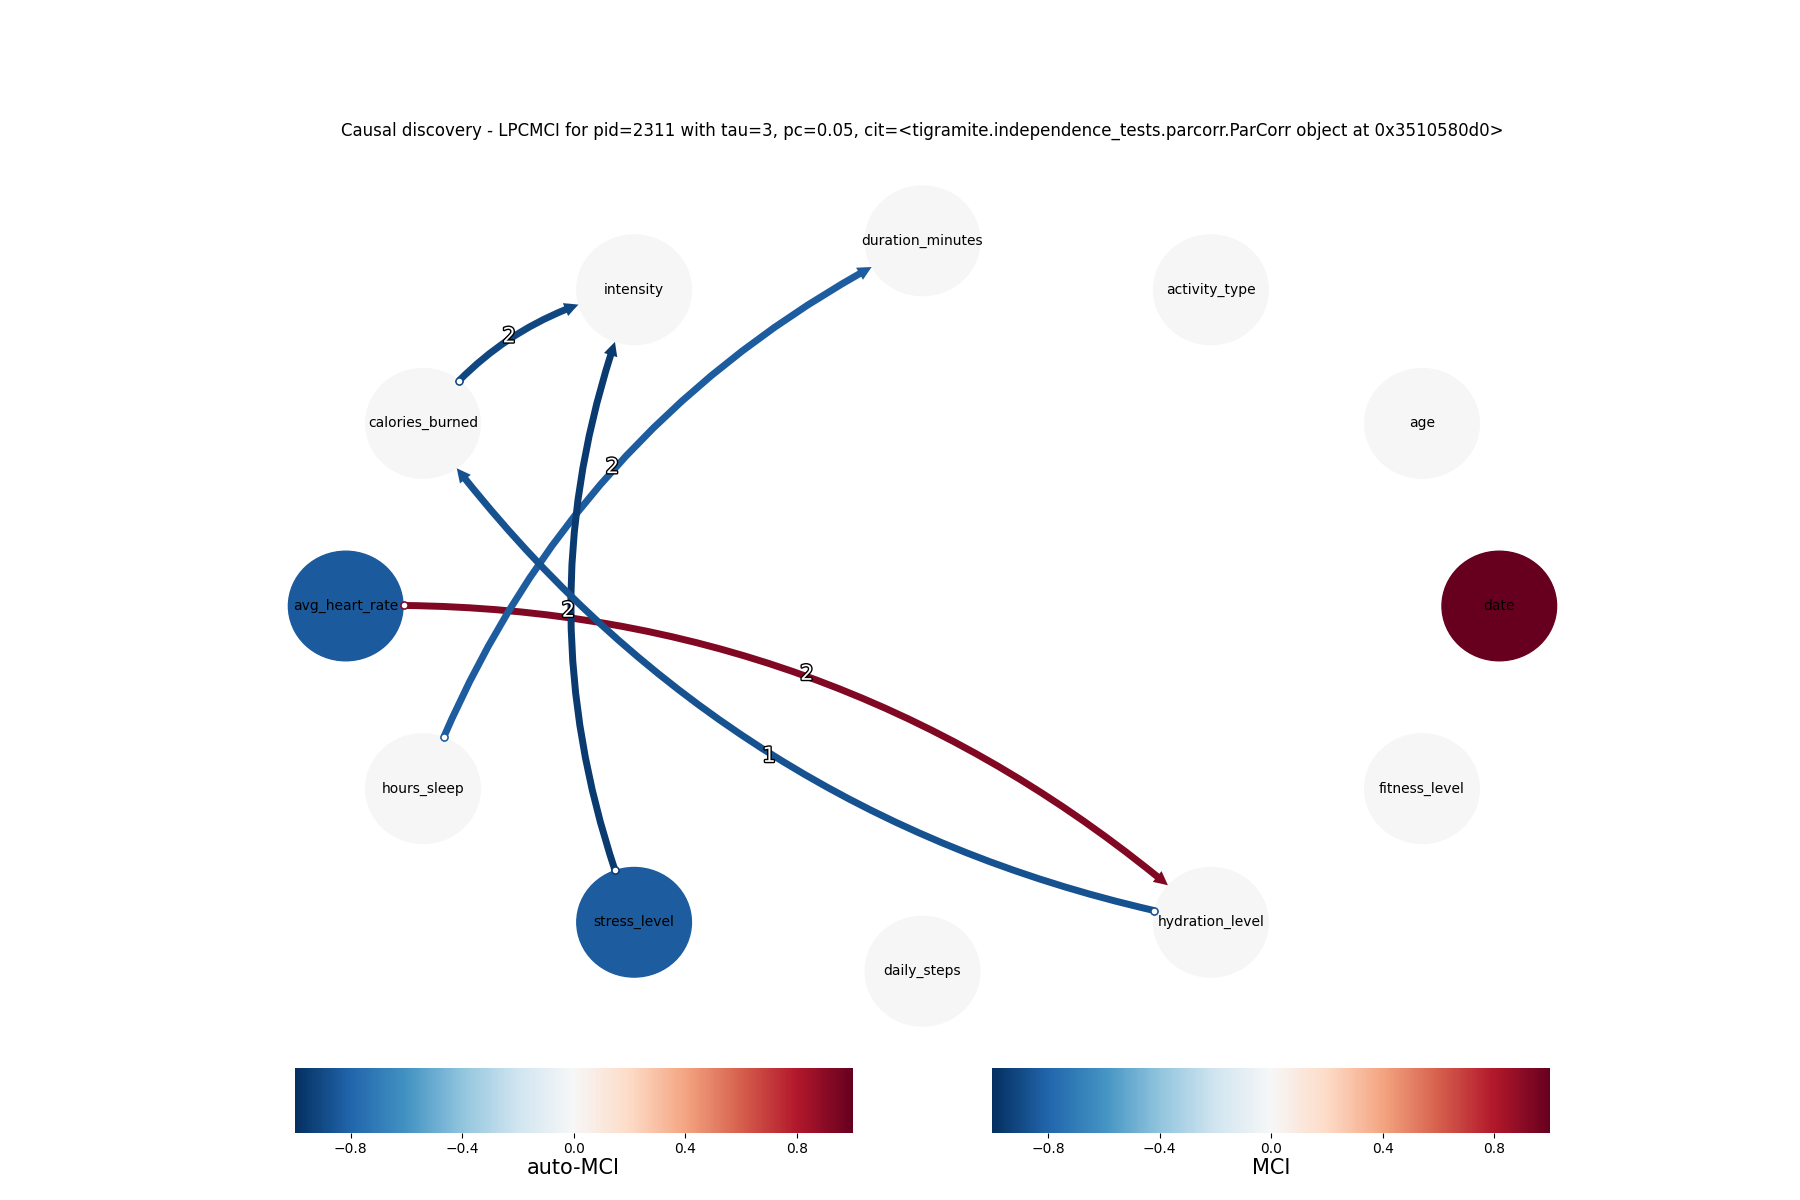 Causal discovery - LPCMCI for pid=2311 with tau=3, pc=0.05, cit=<tigramite.independence_tests.parcorr.ParCorr object at 0x3510580d0>
duration_minutes
intensity
activity_type
2
calories_burned
age
2
avg_heart_rate
2
date
2
1
hours_sleep
fitness_level
stress_level
hydration_level
daily_steps
−0.8 −0.4 0.0 0.4 0.8
auto-MCI
−0.8 −0.4 0.0 0.4 0.8
MCI